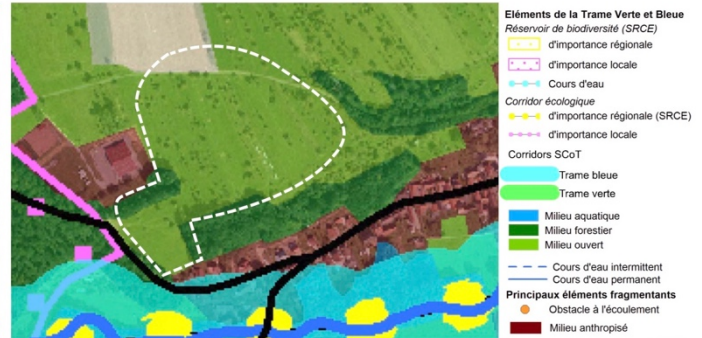 Eléments de la Trame Verte et Bleue
Réservoir de biodiversité (SRCE)
d'importance régionale
d'importance locale
Cours d'eau
Corridor écologique
d'importance régionale (SRCE)
d'importance locale
Corridors SCoT
Trame bleue
Trame verte
Milieu aquatique
Milieu forestier
Milieu ouvert
Cours d'eau intermittent
Cours d'eau permanent
Principaux éléments fragmentants
Obstacle à l'écoulement
Milieu anthropisé